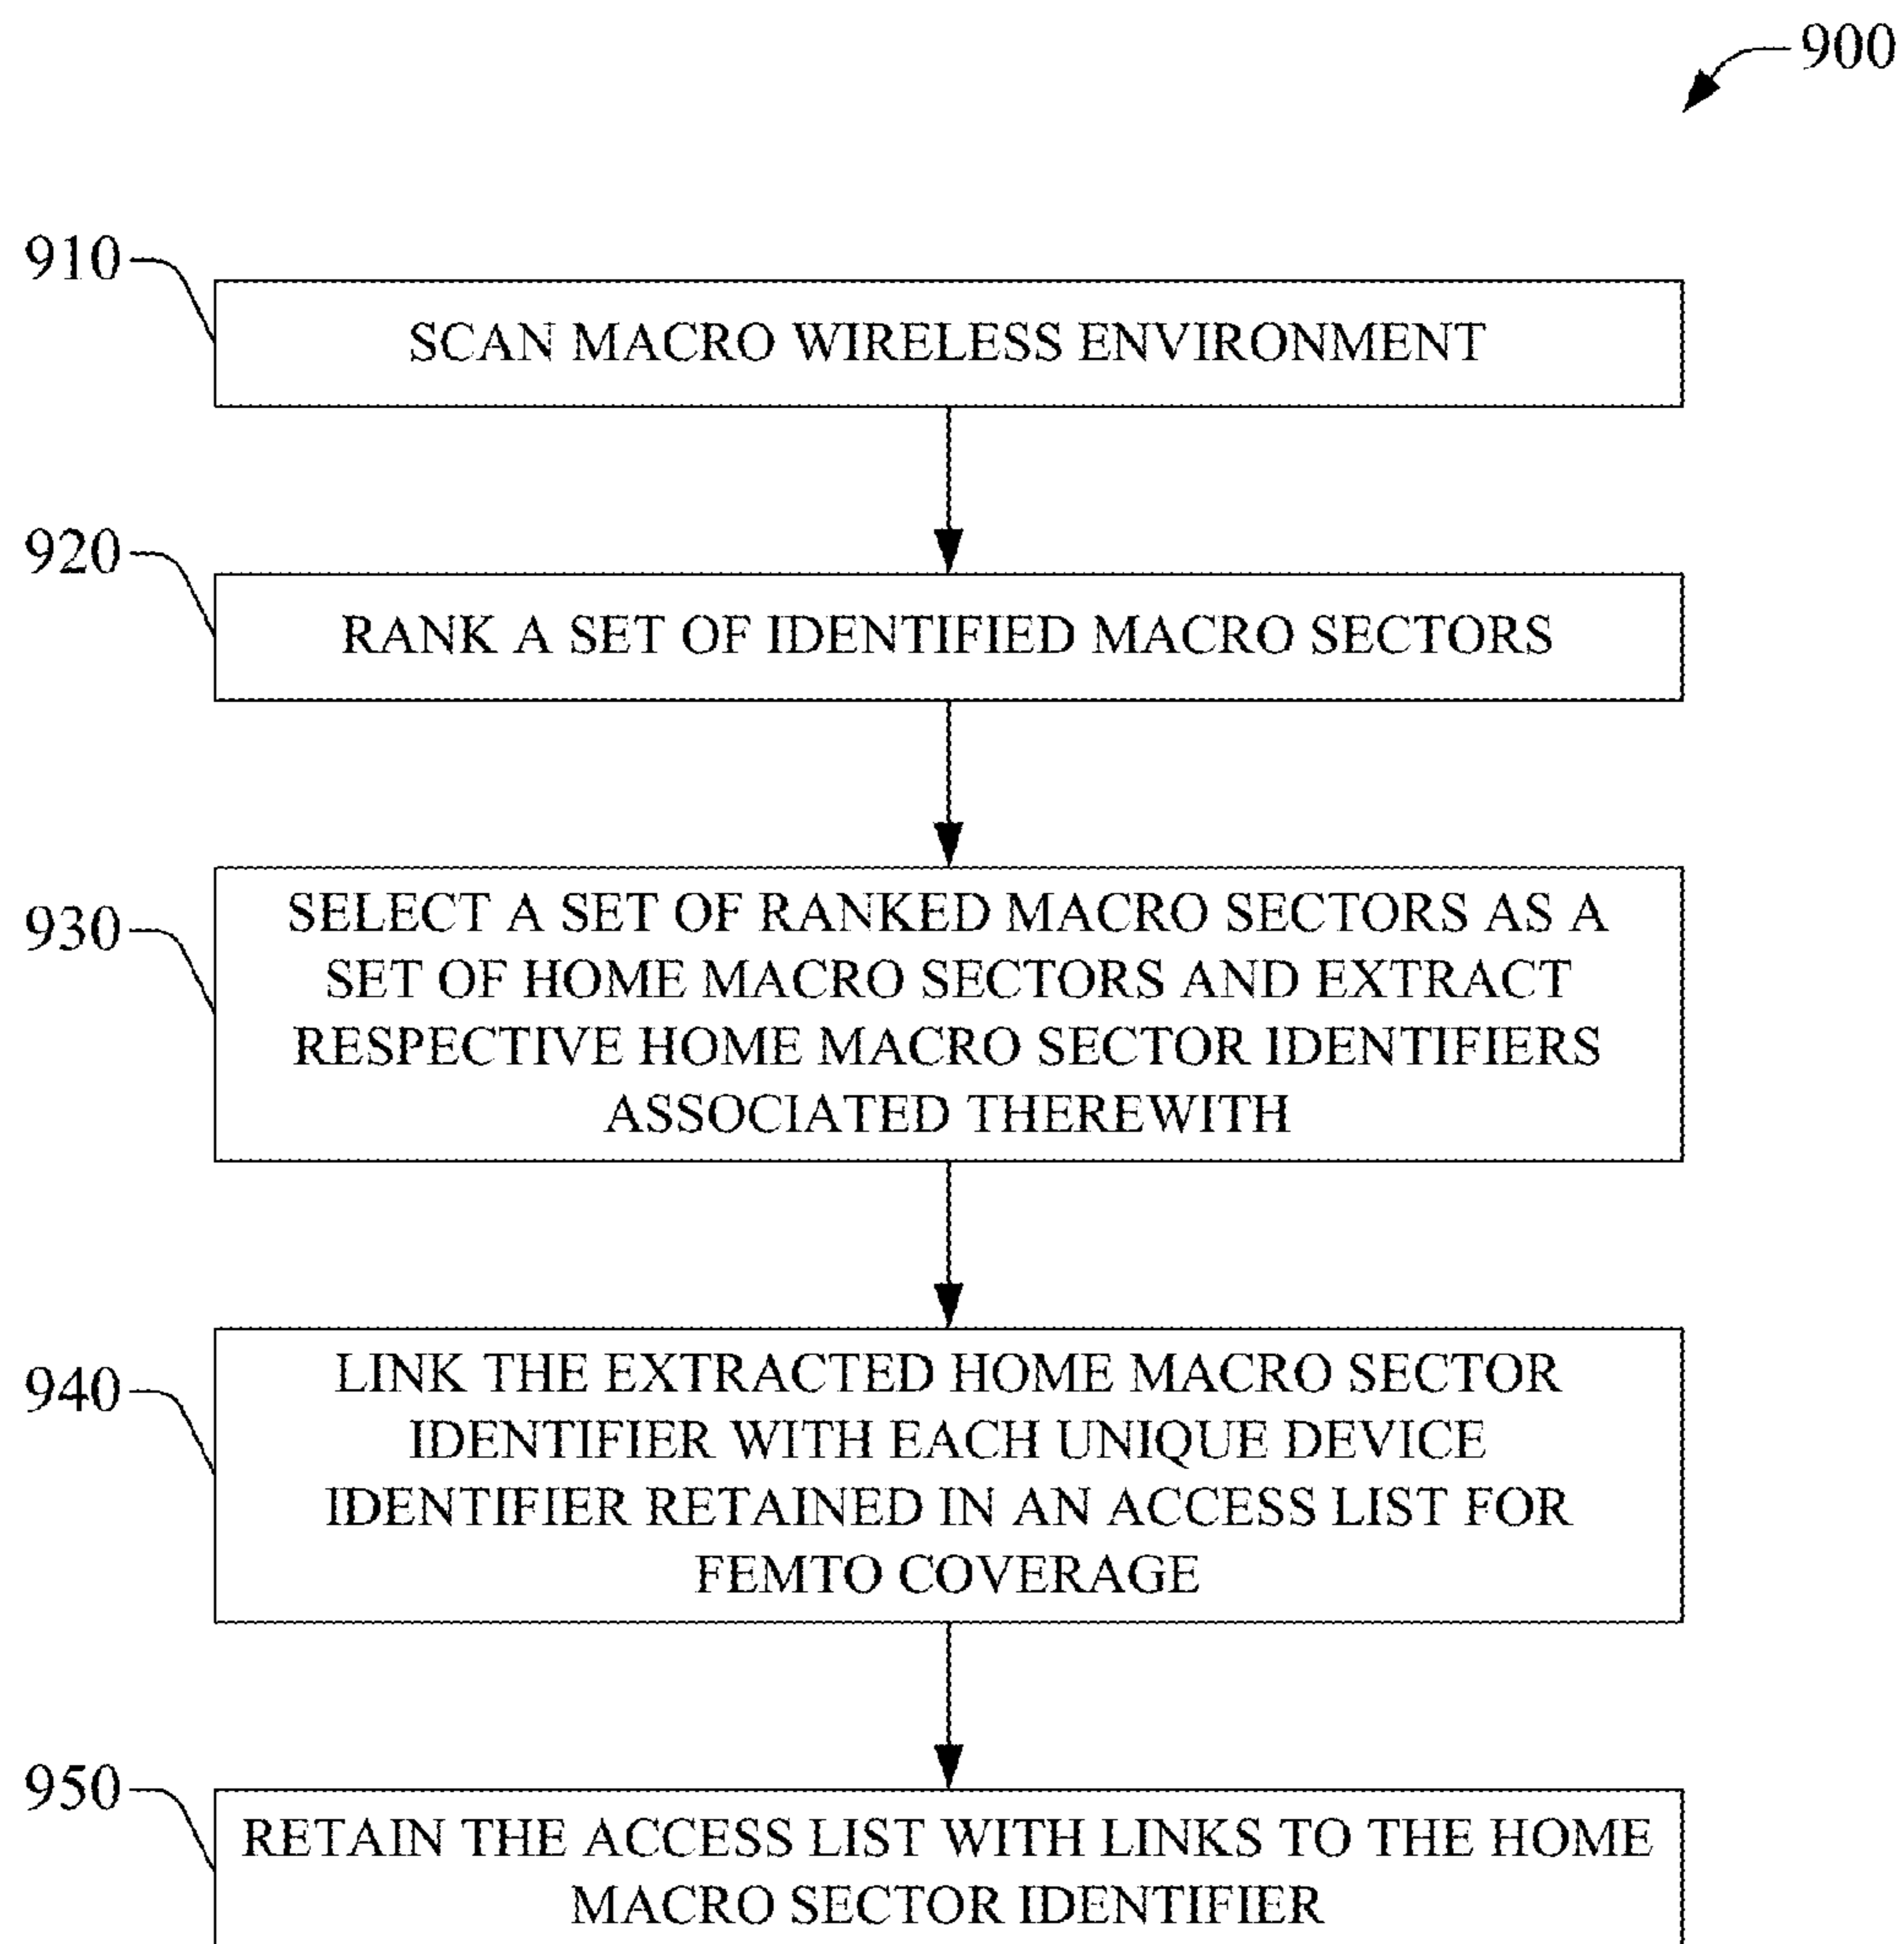 900
910
SCAN MACRO WIRELESS ENVIRONMENT
920
RANK A SET OF IDENTIFIED MACRO SECTORS
930
SELECT A SET OF RANKED MACRO SECTORS AS A
SET OF HOME MACRO SECTORS AND EXTRACT
RESPECTIVE HOME MACRO SECTOR IDENTIFIERS
ASSOCIATED THEREWITH
940
LINK THE EXTRACTED HOME MACRO SECTOR
IDENTIFIER WITH EACH UNIQUE DEVICE
IDENTIFIER RETAINED IN AN ACCESS LIST FOR
FEMTO COVERAGE
950
RETAIN THE ACCESS LIST WITH LINKS TO THE HOME
MACRO SECTOR IDENTIFIER